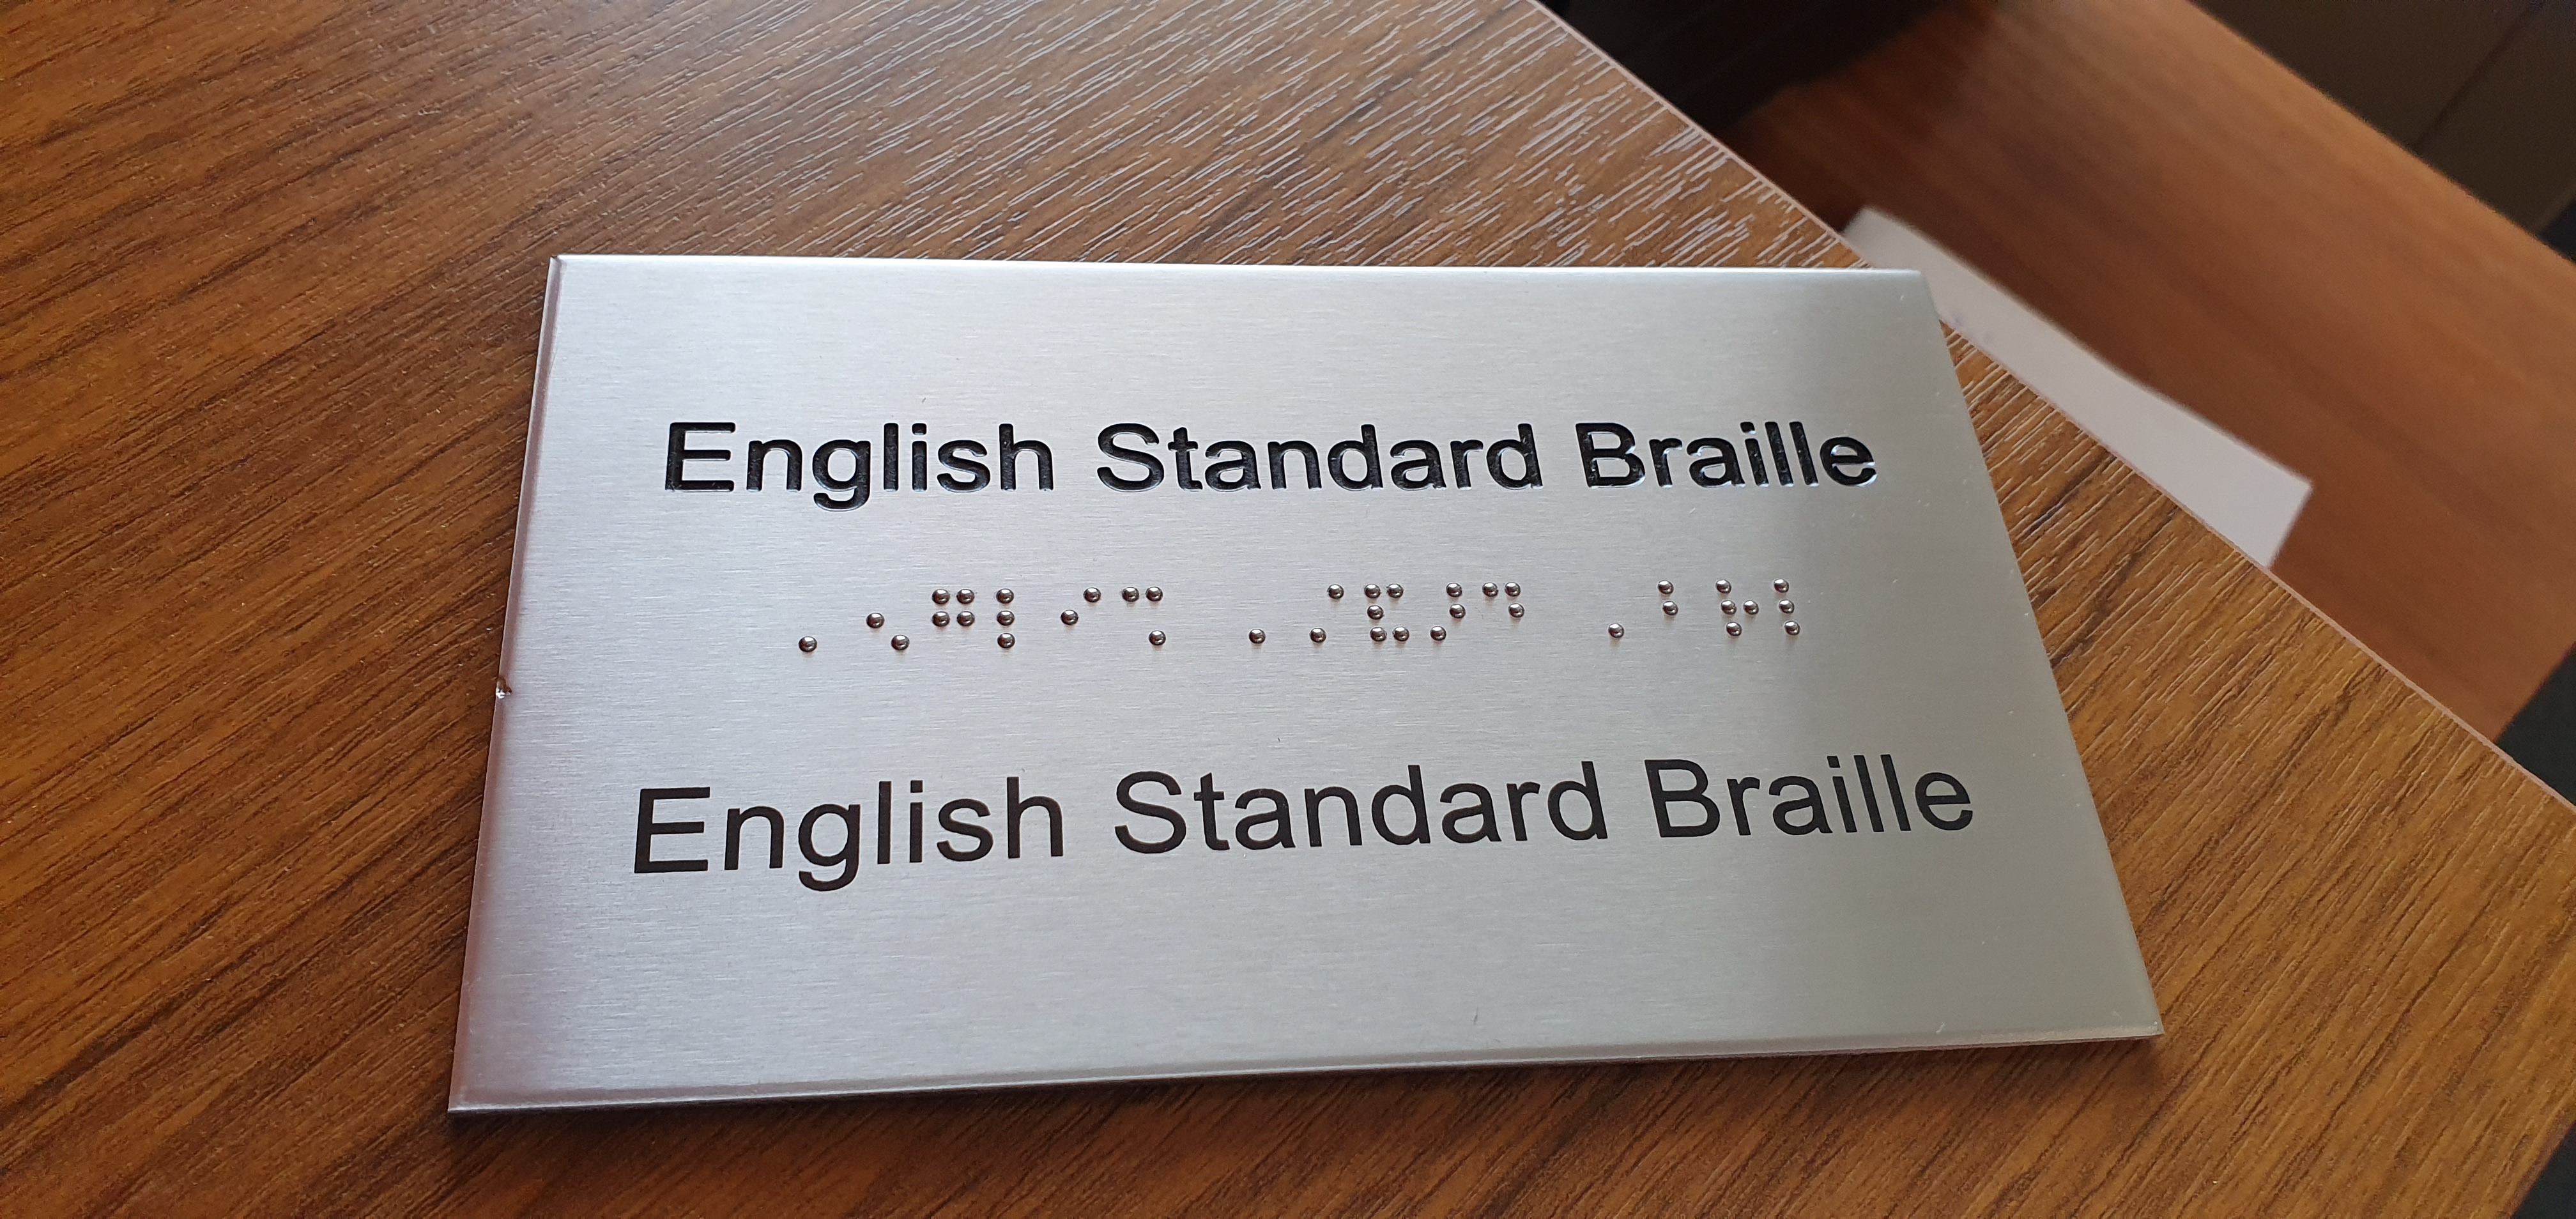 English Standard Braille
⠠⠢⠛⠇⠊⠩ ⠠⠌⠯⠜⠙ ⠠⠃⠗⠇
English Standard Braille